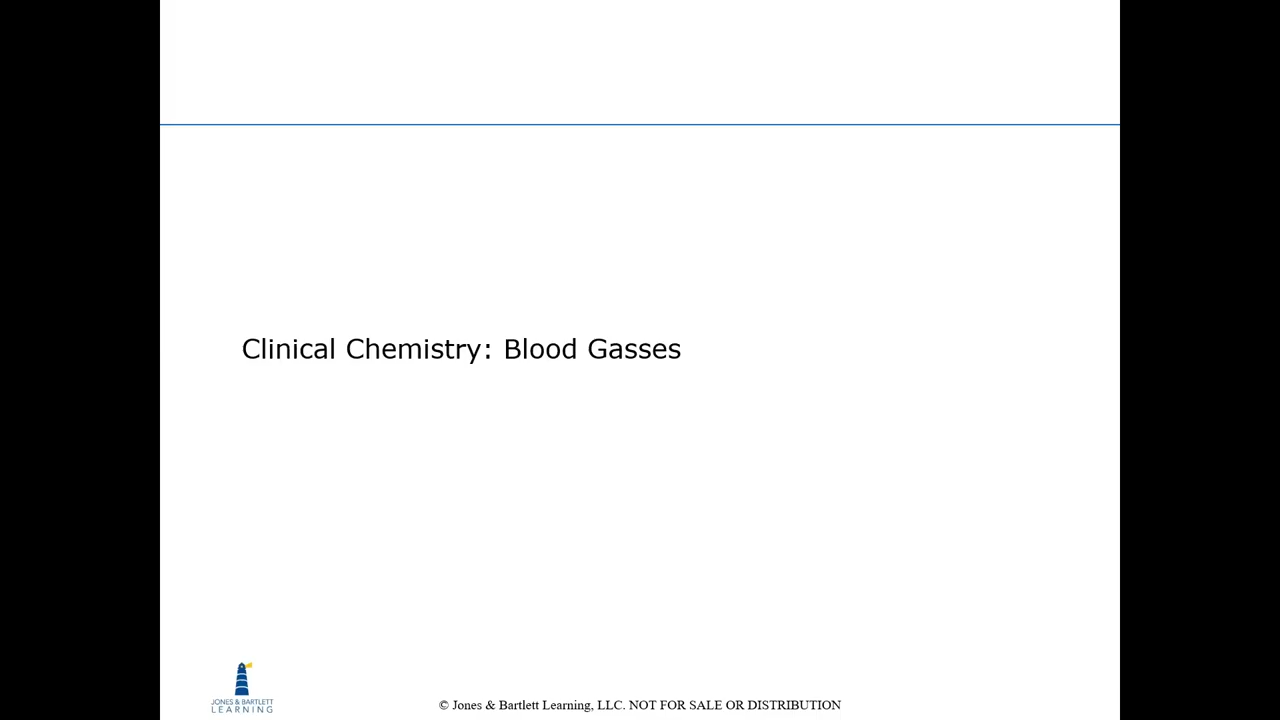 Clinical Chemistry: Blood Gasses
JONES & BARTLETT
LEARNING
© Jones & Bartlett Learning, LLC. NOT FOR SALE OR DISTRIBUTION